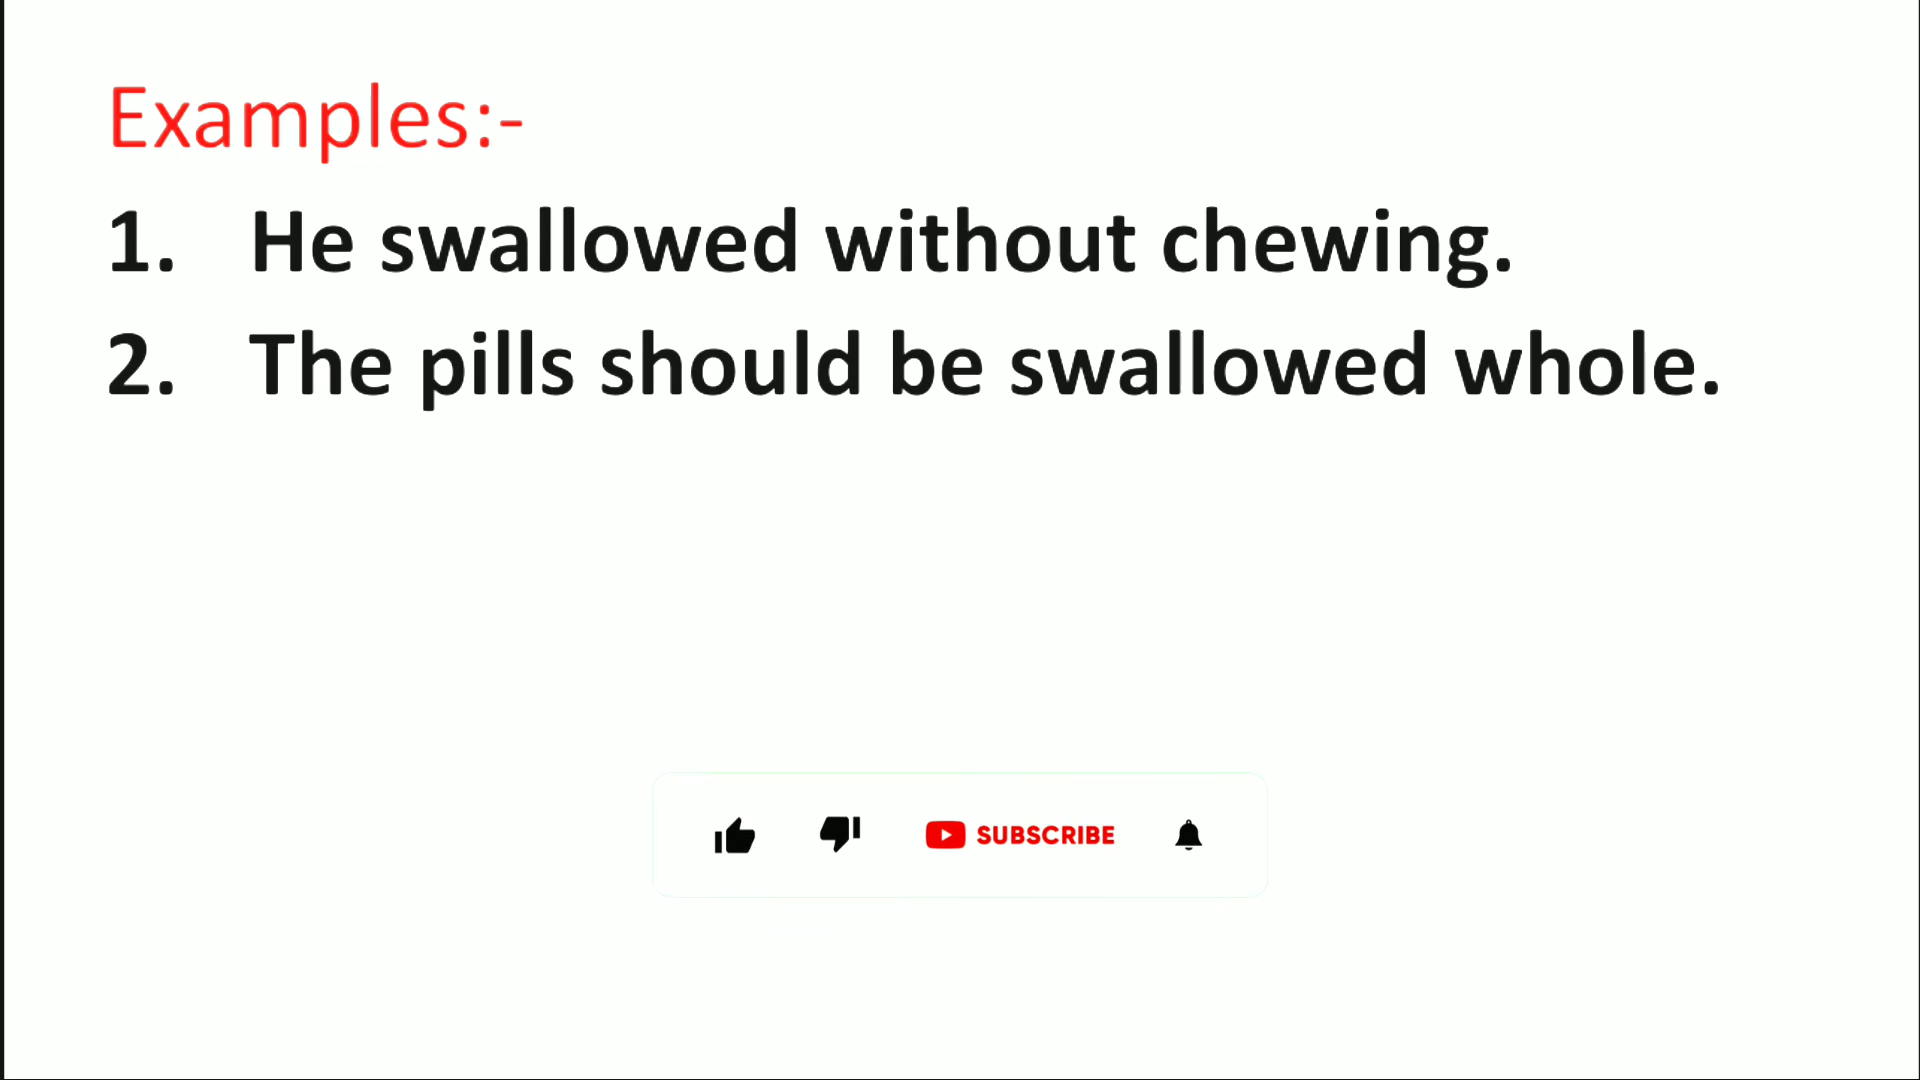 Examples:-
1. He swallowed without chewing.
2. The pills should be swallowed whole.
SUBSCRIBE